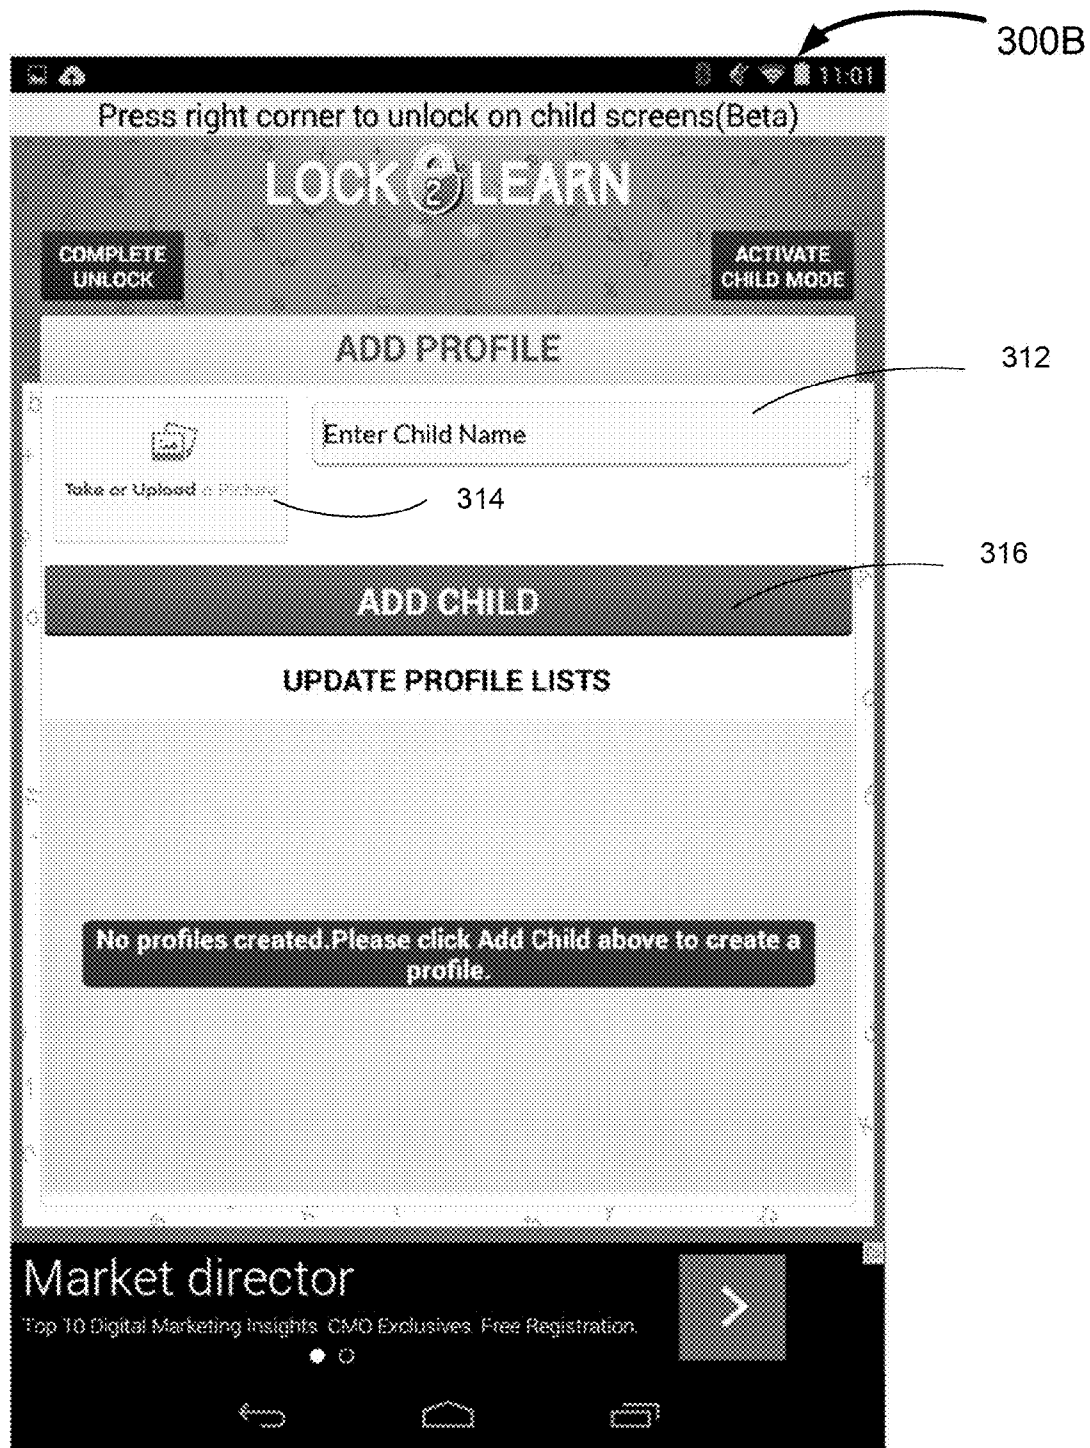 300B
11:01
Press right corner to unlock on child screens(Beta)
LOCK 2 LEARN
COMPLETE
UNLOCK
ACTIVATE
CHILD MODE
ADD PROFILE
312
Enter Child Name
Take or Upload a Picture
314
316
ADD CHILD
UPDATE PROFILE LISTS
No profiles created.Please click Add Child above to create a
profile.
Market director
Top 10 Digital Marketing Insights. CMO Exclusives. Free Registration.